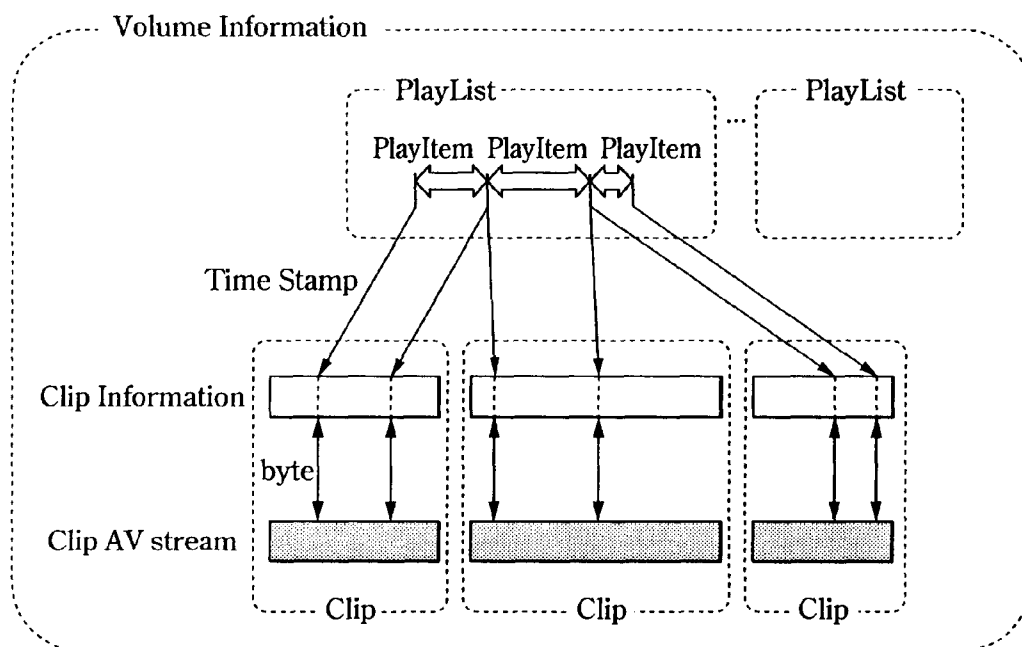 Volume Information
PlayList
PlayList
...
PlayItem PlayItem PlayItem
Time Stamp
Clip Information
byte
Clip AV stream
Clip
Clip
Clip